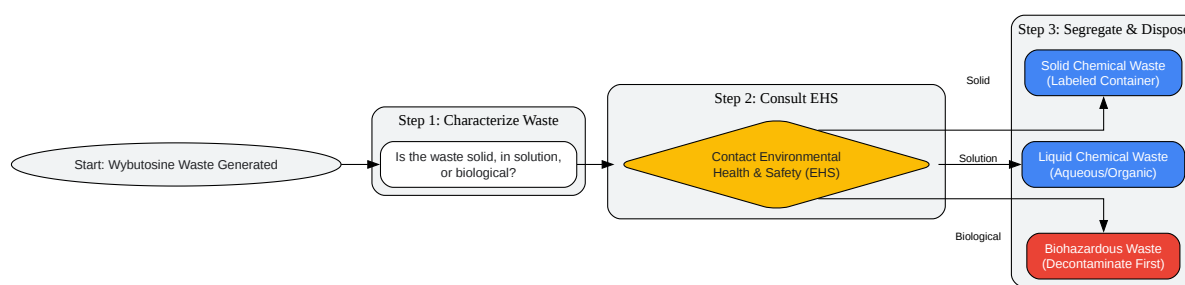 Start: Wybutosine Waste Generated
Step 1: Characterize Waste
Is the waste solid, in solution,
or biological?
Step 2: Consult EHS
Contact Environmental
Health & Safety (EHS)
Solid
Solution
Biological
Step 3: Segregate & Dispose
Solid Chemical Waste
(Labeled Container)
Liquid Chemical Waste
(Aqueous/Organic)
Biohazardous Waste
(Decontaminate First)